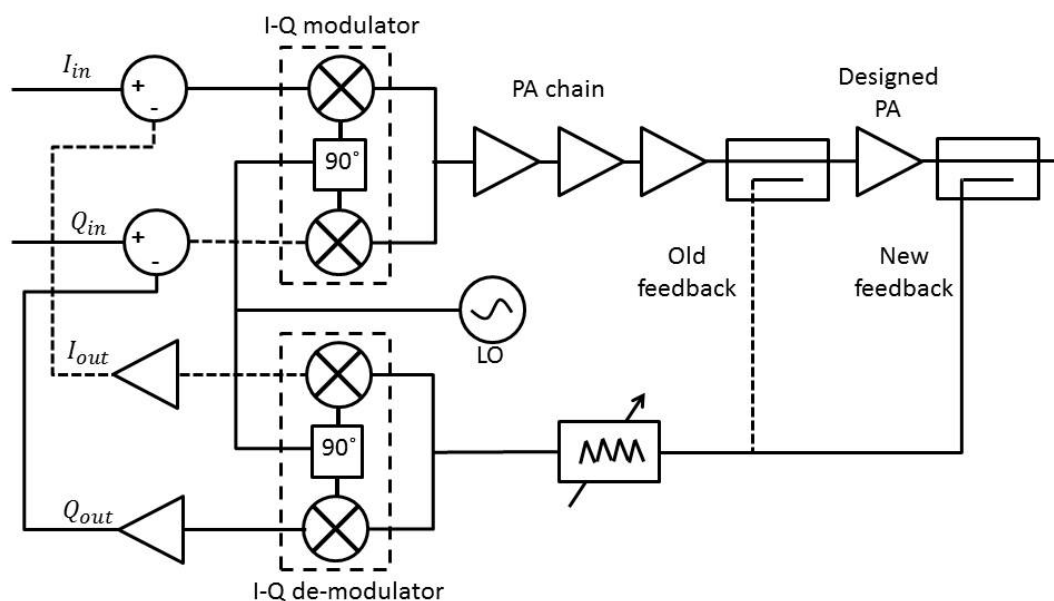 I-Q modulator
I_in
+
-
PA chain
Designed
PA
90°
Q_in
+
-
Old
feedback
New
feedback
LO
I_out
90°
Q_out
I-Q de-modulator